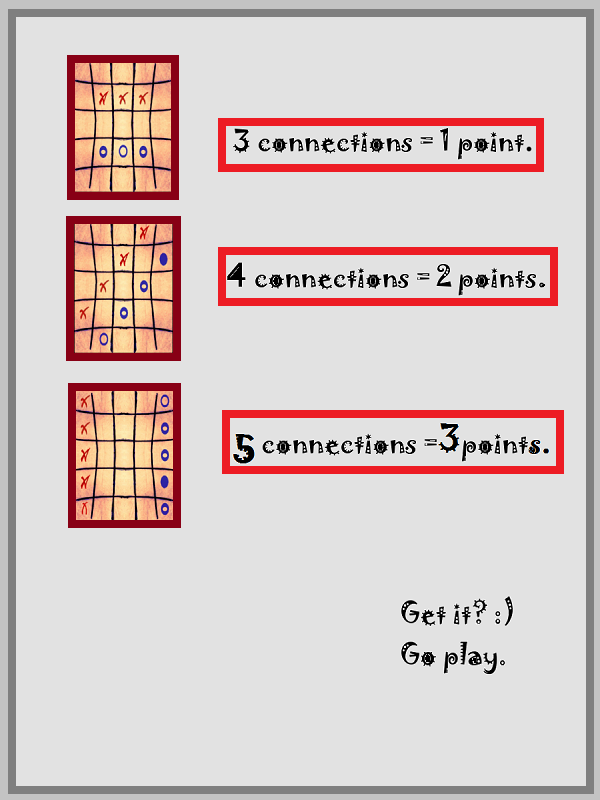 3 connections = 1 point.
4 connections = 2 points.
5 connections =3 points.
Get it? :)
Go play.